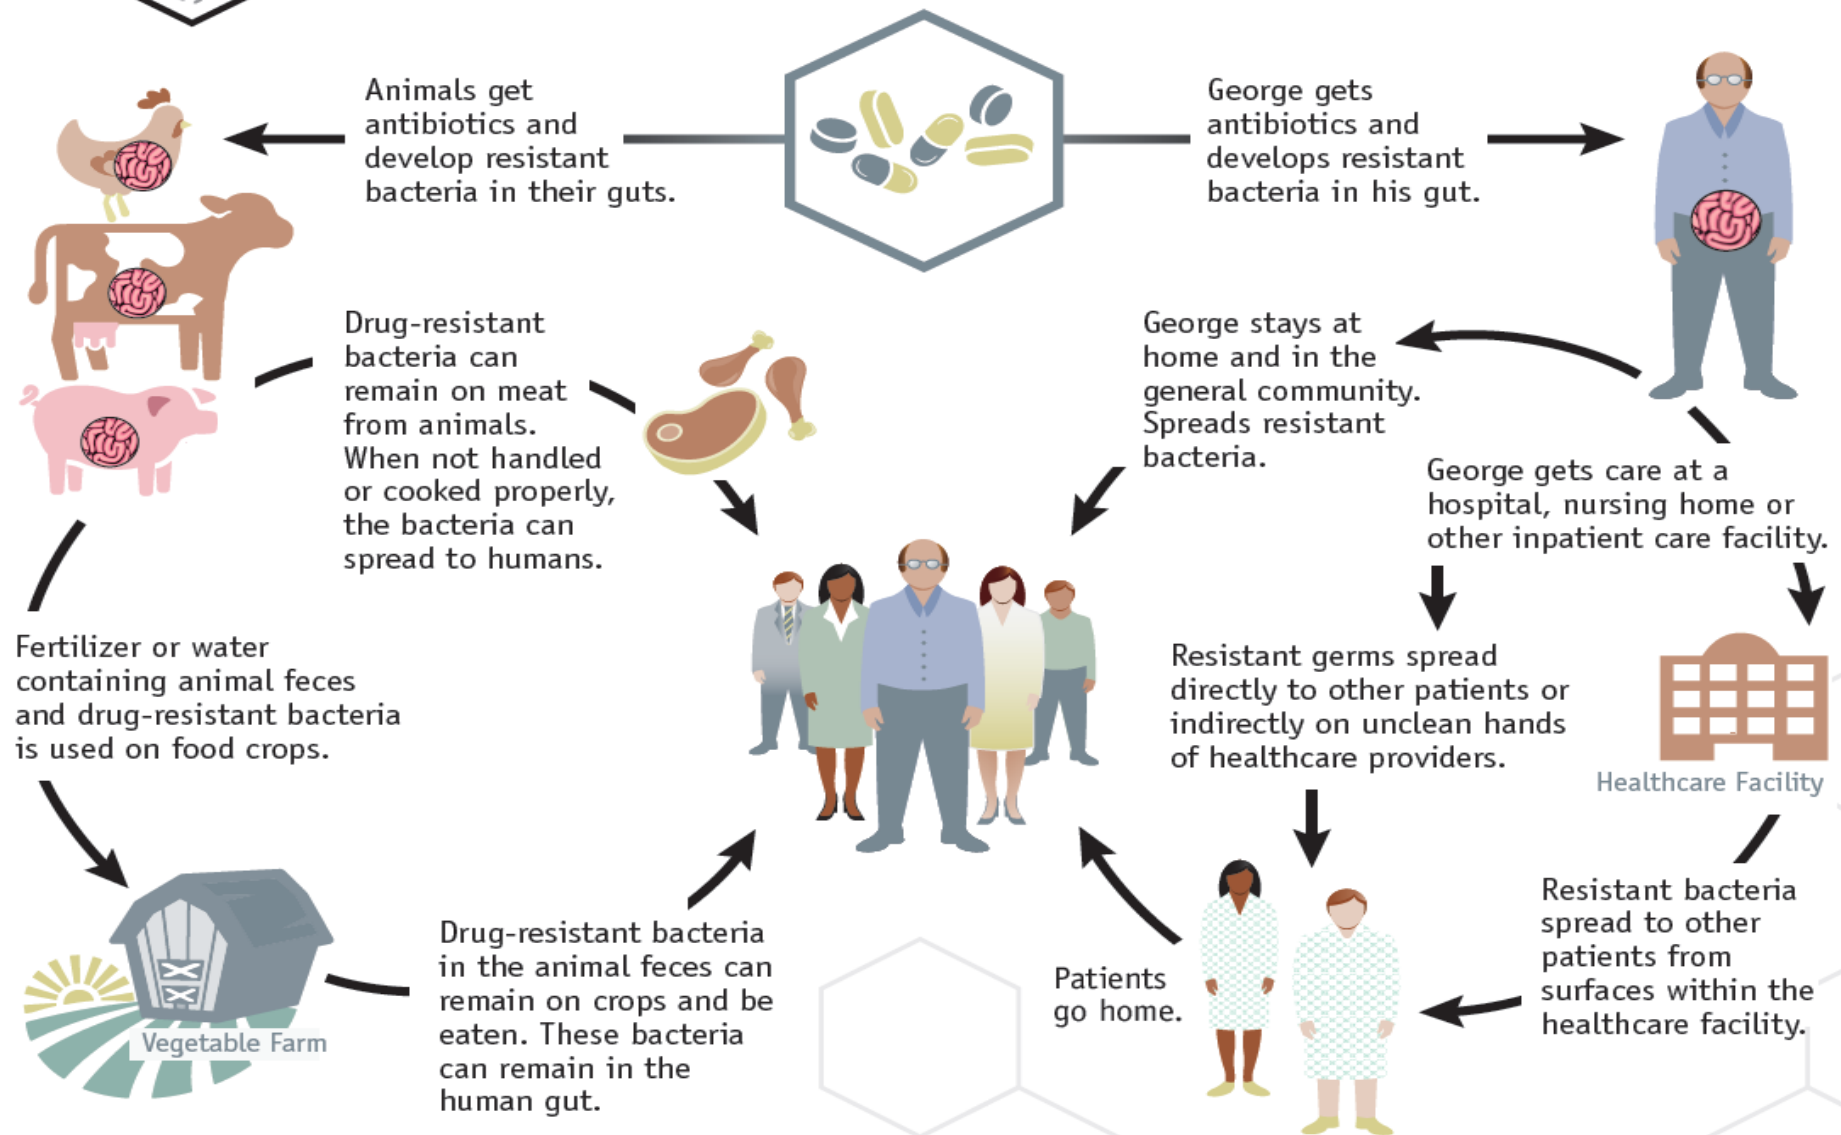 Animals get
antibiotics and
develop resistant
bacteria in their guts.
George gets
antibiotics and
develops resistant
bacteria in his gut.
Drug-resistant
bacteria can
remain on meat
from animals.
When not handled
or cooked properly,
the bacteria can
spread to humans.
George stays at
home and in the
general community.
Spreads resistant
bacteria.
George gets care at a
hospital, nursing home or
other inpatient care facility.
Fertilizer or water
containing animal feces
and drug-resistant bacteria
is used on food crops.
Resistant germs spread
directly to other patients or
indirectly on unclean hands
of healthcare providers.
Healthcare Facility
Vegetable Farm
Drug-resistant bacteria
in the animal feces can
remain on crops and be
eaten. These bacteria
can remain in the
human gut.
Patients
go home.
Resistant bacteria
spread to other
patients from
surfaces within the
healthcare facility.